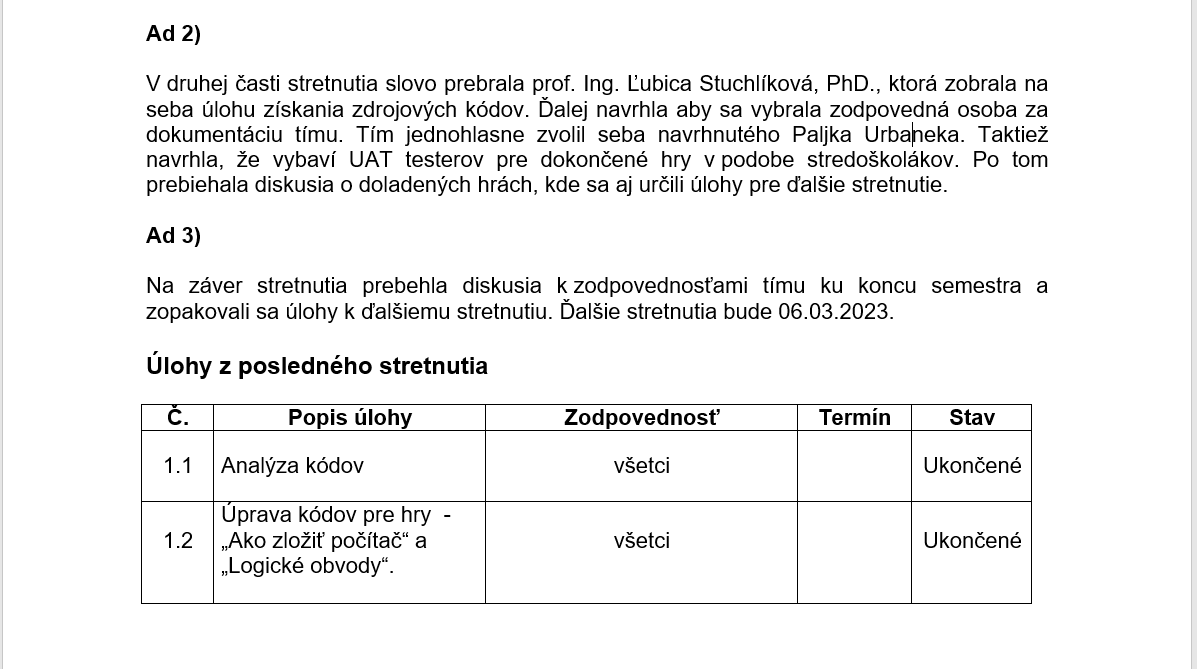 Ad 2)
V druhej časti stretnutia slovo prebrala prof. Ing. Ľubica Stuchlíková, PhD., ktorá zobrala na
seba úlohu získania zdrojových kódov. Ďalej navrhla aby sa vybrala zodpovedná osoba za
dokumentáciu tímu. Tím jednohlasne zvolil seba navrhnutého Paljka Urbaneka. Taktiež
navrhla, že vybaví UAT testerov pre dokončené hry v podobe stredoškolákov. Po tom
prebiehala diskusia o doladených hrách, kde sa aj určili úlohy pre ďalšie stretnutie.
Ad 3)
Na záver stretnutia prebehla diskusia k zodpovednosťami tímu ku koncu semestra a
zopakovali sa úlohy k ďalšiemu stretnutiu. Ďalšie stretnutia bude 06.03.2023.
Úlohy z posledného stretnutia
Č. Popis úlohy Zodpovednosť Termín Stav
1.1 Analýza kódov všetci Ukončené
Úprava kódov pre hry -
1.2 „Ako zložiť počítač“ a všetci Ukončené
„Logické obvody“.